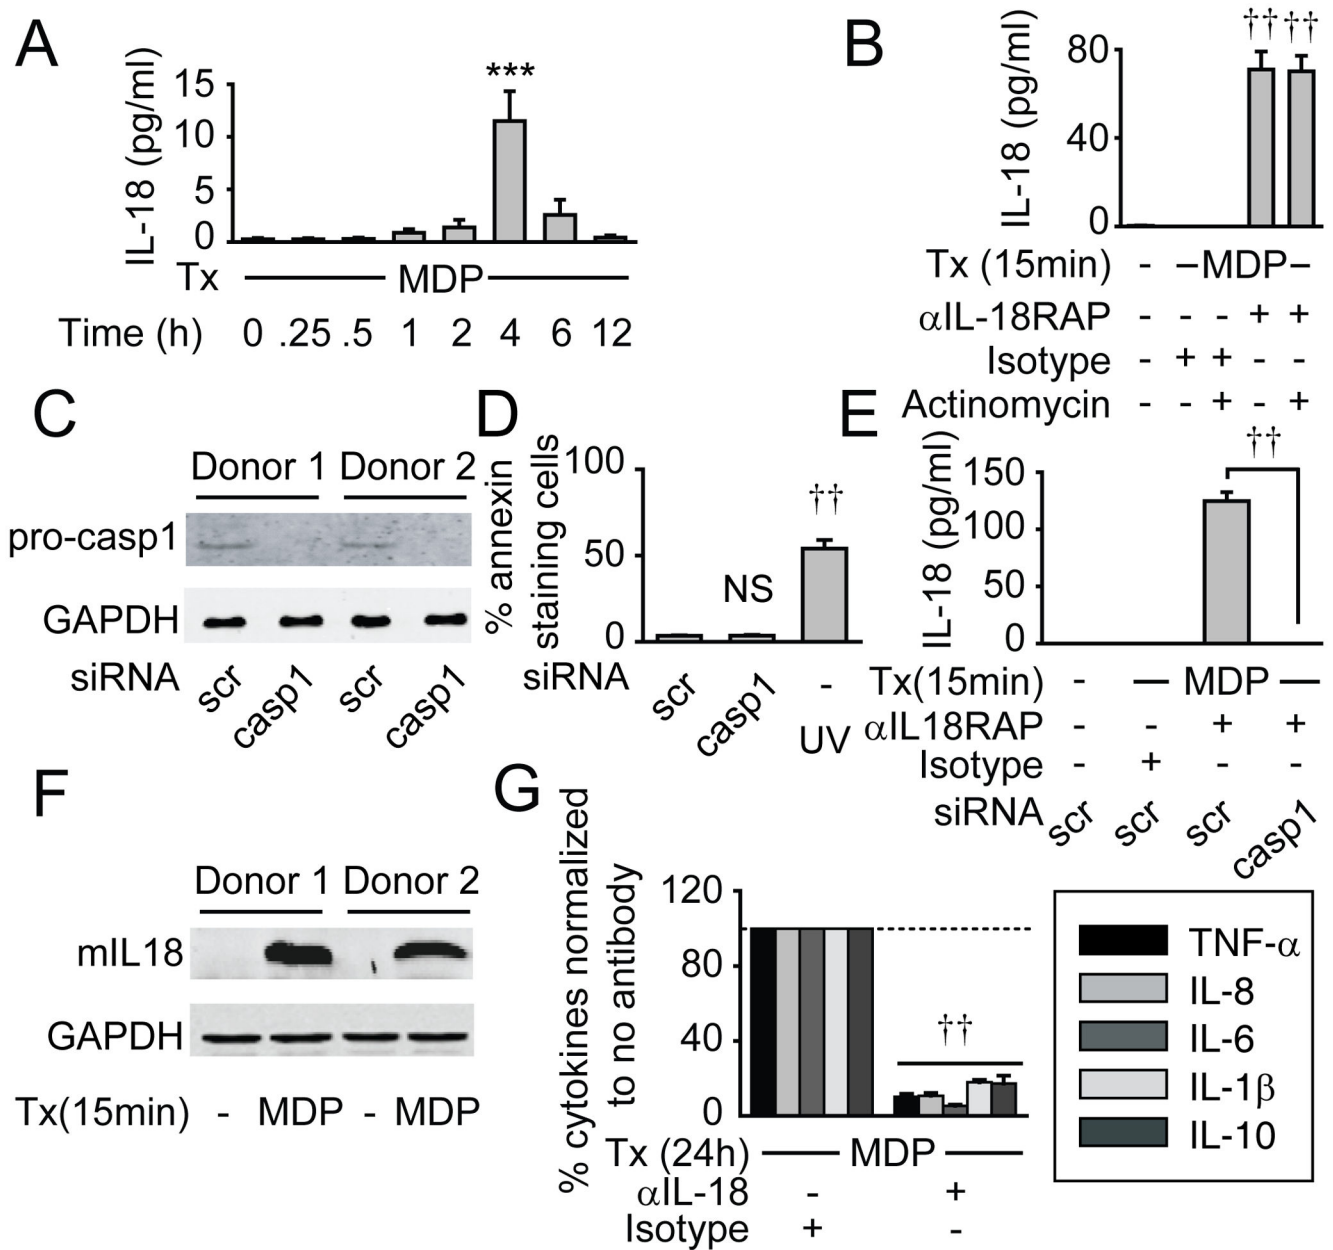 A
IL-18 (pg/ml)
15
10
5
0
***
Tx
MDP
Time (h) 0 .25 .5 1 2 4 6 12
B
IL-18 (pg/ml)
80
40
0
†† ††
Tx (15min) - MDP
αIL-18RAP - - - + +
Isotype - + + - -
Actinomycin - - + - +
C
Donor 1 Donor 2
pro-casp1
GAPDH
siRNA scr casp1 scr casp1
D
% annexin
staining cells
100
50
0
NS
††
siRNA scr casp1 -
UV
E
IL-18 (pg/ml)
150
100
50
0
††
Tx(15min) - MDP
αIL18RAP - - + +
Isotype - + - -
siRNA scr scr scr casp1
F
Donor 1 Donor 2
mIL18
GAPDH
Tx(15min) - MDP - MDP
G
% cytokines normalized
to no antibody
120
80
40
0
††
Tx (24h) MDP
αIL-18 - +
Isotype + -
TNF-α
IL-8
IL-6
IL-1β
IL-10